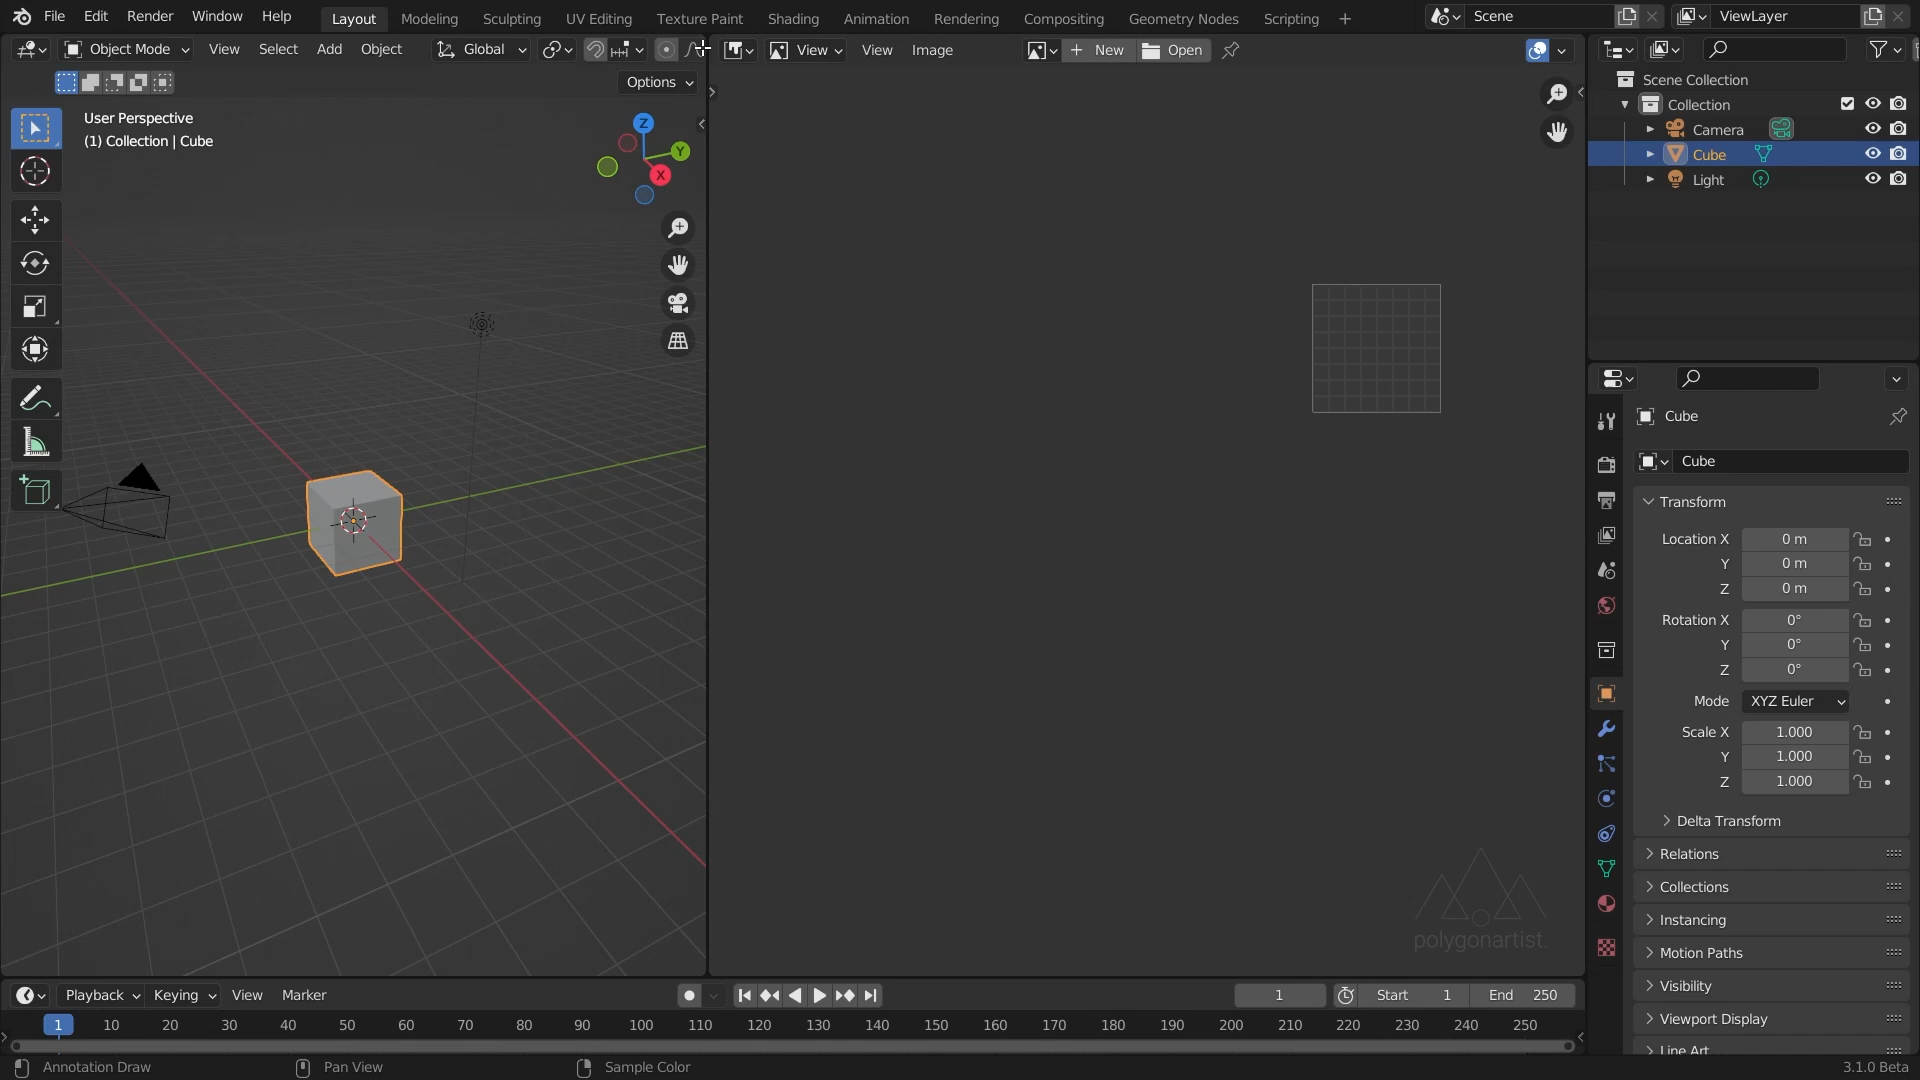 File Edit Render Window Help Layout Modeling Sculpting UV Editing Texture Paint Shading Animation Rendering Compositing Geometry Nodes Scripting + Scene ViewLayer
Object Mode View Select Add Object Global View View Image New Open
Options
User Perspective
(1) Collection | Cube
Z
Y
X
Scene Collection
Collection
Camera
Cube
Light
Cube
Cube
Transform
Location X 0 m
Y 0 m
Z 0 m
Rotation X 0°
Y 0°
Z 0°
Mode XYZ Euler
Scale X 1.000
Y 1.000
Z 1.000
Delta Transform
Relations
Collections
Instancing
Motion Paths
Visibility
Viewport Display
Line Art
polygonartist.
Playback Keying View Marker 1 Start 1 End 250
1 10 20 30 40 50 60 70 80 90 100 110 120 130 140 150 160 170 180 190 200 210 220 230 240 250
Annotation Draw Pan View Sample Color 3.1.0 Beta